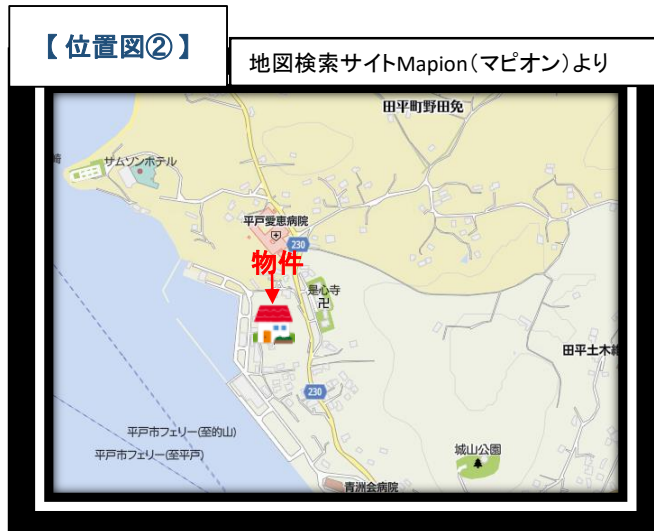 【 位置図② 】
地図検索サイトMapion（マピオン）より
田平町野田免
崎
サムソンホテル
平戸愛恵病院
230
物件
是心寺
卍
田平土木維
230
平戸市フェリー(至的山)
平戸市フェリー(至平戸)
城山公園
青洲会病院